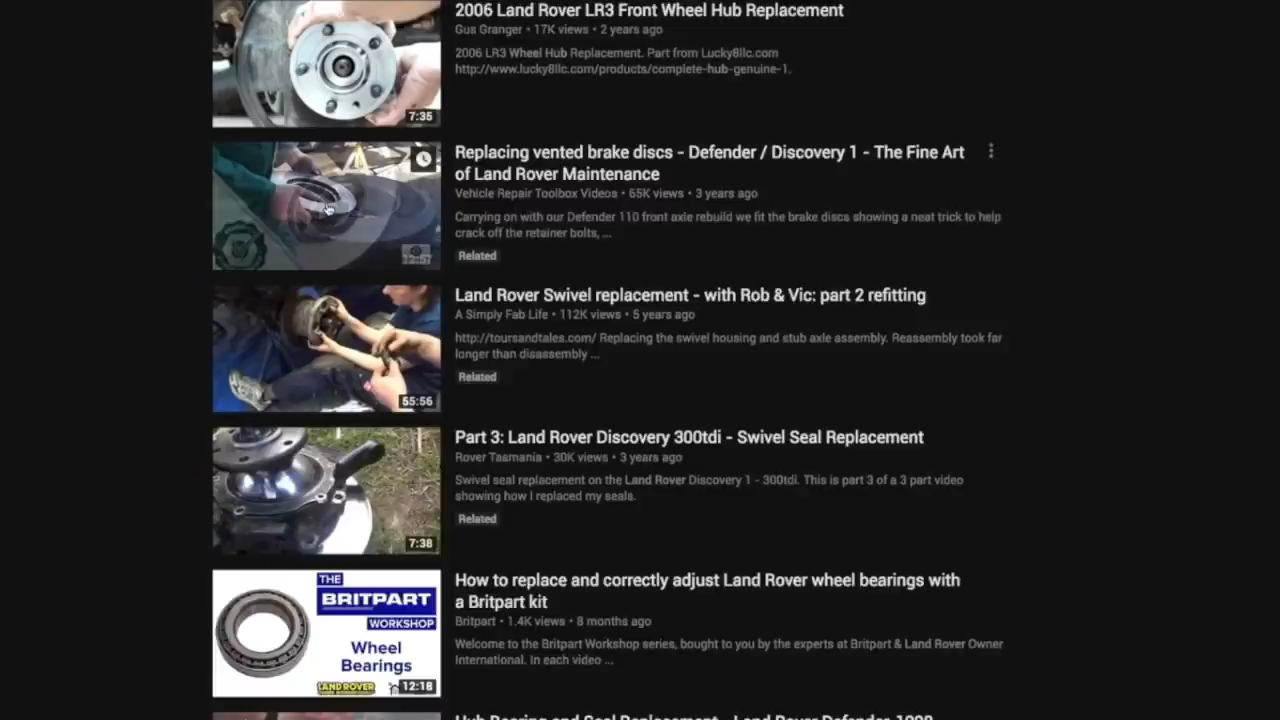 2006 Land Rover LR3 Front Wheel Hub Replacement
Gus Granger • 17K views • 2 years ago
2006 LR3 Wheel Hub Replacement. Part from Lucky8llc.com
http://www.lucky8llc.com/products/complete-hub-genuine-1.
7:35
Replacing vented brake discs - Defender / Discovery 1 - The Fine Art
of Land Rover Maintenance
Vehicle Repair Toolbox Videos • 65K views • 3 years ago
Carrying on with our Defender 110 front axle rebuild we fit the brake discs showing a neat trick to help
crack off the retainer bolts, ...
Related
12:57
Land Rover Swivel replacement - with Rob & Vic: part 2 refitting
A Simply Fab Life • 112K views • 5 years ago
http://toursandtales.com/ Replacing the swivel housing and stub axle assembly. Reassembly took far
longer than disassembly ...
Related
55:56
Part 3: Land Rover Discovery 300tdi - Swivel Seal Replacement
Rover Tasmania • 30K views • 3 years ago
Swivel seal replacement on the Land Rover Discovery 1 - 300tdi. This is part 3 of a 3 part video
showing how I replaced my seals.
Related
7:38
How to replace and correctly adjust Land Rover wheel bearings with
a Britpart kit
Britpart • 1.4K views • 8 months ago
Welcome to the Britpart Workshop series, bought to you by the experts at Britpart & Land Rover Owner
International. In each video ...
THE
BRITPART
WORKSHOP
Wheel
Bearings
LAND ROVER
12:18
Hub Bearing and Seal Replacement - Land Rover Defender 1990